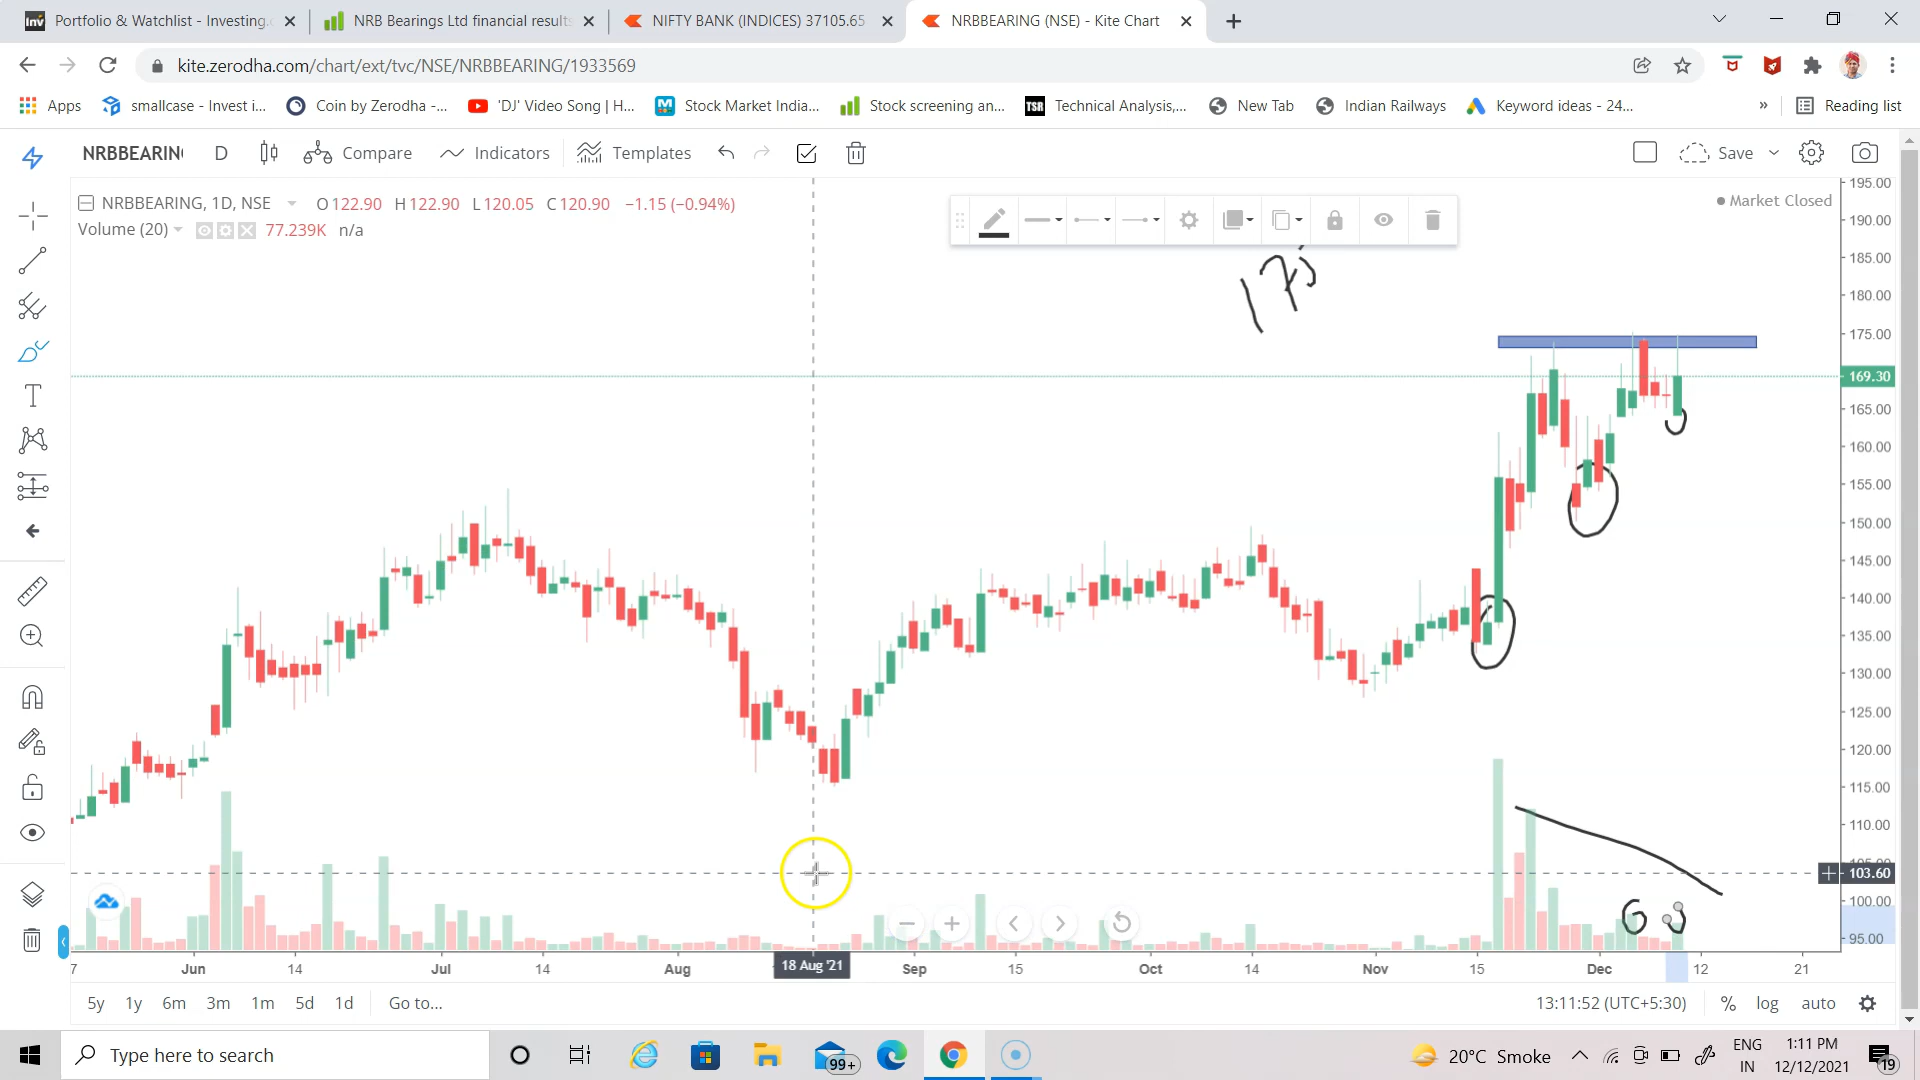 Portfolio & Watchlist - Investing.c
NRB Bearings Ltd financial results
NIFTY BANK (INDICES) 37105.65
NRBBEARING (NSE) - Kite Chart
kite.zerodha.com/chart/ext/tvc/NSE/NRBBEARING/1933569
Apps
smallcase - Invest i...
Coin by Zerodha -...
'DJ' Video Song | H...
Stock Market India...
Stock screening an...
TSR
Technical Analysis,...
New Tab
Indian Railways
Keyword ideas - 24...
»
Reading list
NRBBEARIN
D
Compare
Indicators
Templates
Save
NRBBEARING, 1D, NSE
O122.90 H122.90 L120.05 C120.90 −1.15 (−0.94%)
Market Closed
Volume (20)
77.239K n/a
175
195.00
190.00
185.00
180.00
175.00
169.30
165.00
160.00
155.00
150.00
145.00
140.00
135.00
130.00
125.00
120.00
115.00
110.00
103.60
100.00
95.00
7
Jun
14
Jul
14
Aug
18 Aug '21
Sep
15
Oct
14
Nov
15
Dec
12
21
5y 1y 6m 3m 1m 5d 1d
Go to...
13:11:52 (UTC+5:30)
% log auto
Type here to search
99+
20°C Smoke
ENG
IN
1:11 PM
12/12/2021
19